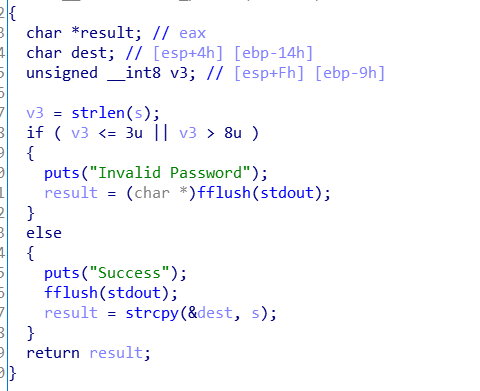 2 {
3 char *result; // eax
4 char dest; // [esp+4h] [ebp-14h]
5 unsigned __int8 v3; // [esp+Fh] [ebp-9h]
7 v3 = strlen(s);
8 if ( v3 <= 3u || v3 > 8u )
9 {
0 puts("Invalid Password");
1 result = (char *)fflush(stdout);
2 }
3 else
4 {
5 puts("Success");
6 fflush(stdout);
7 result = strcpy(&dest, s);
8 }
9 return result;
0 }